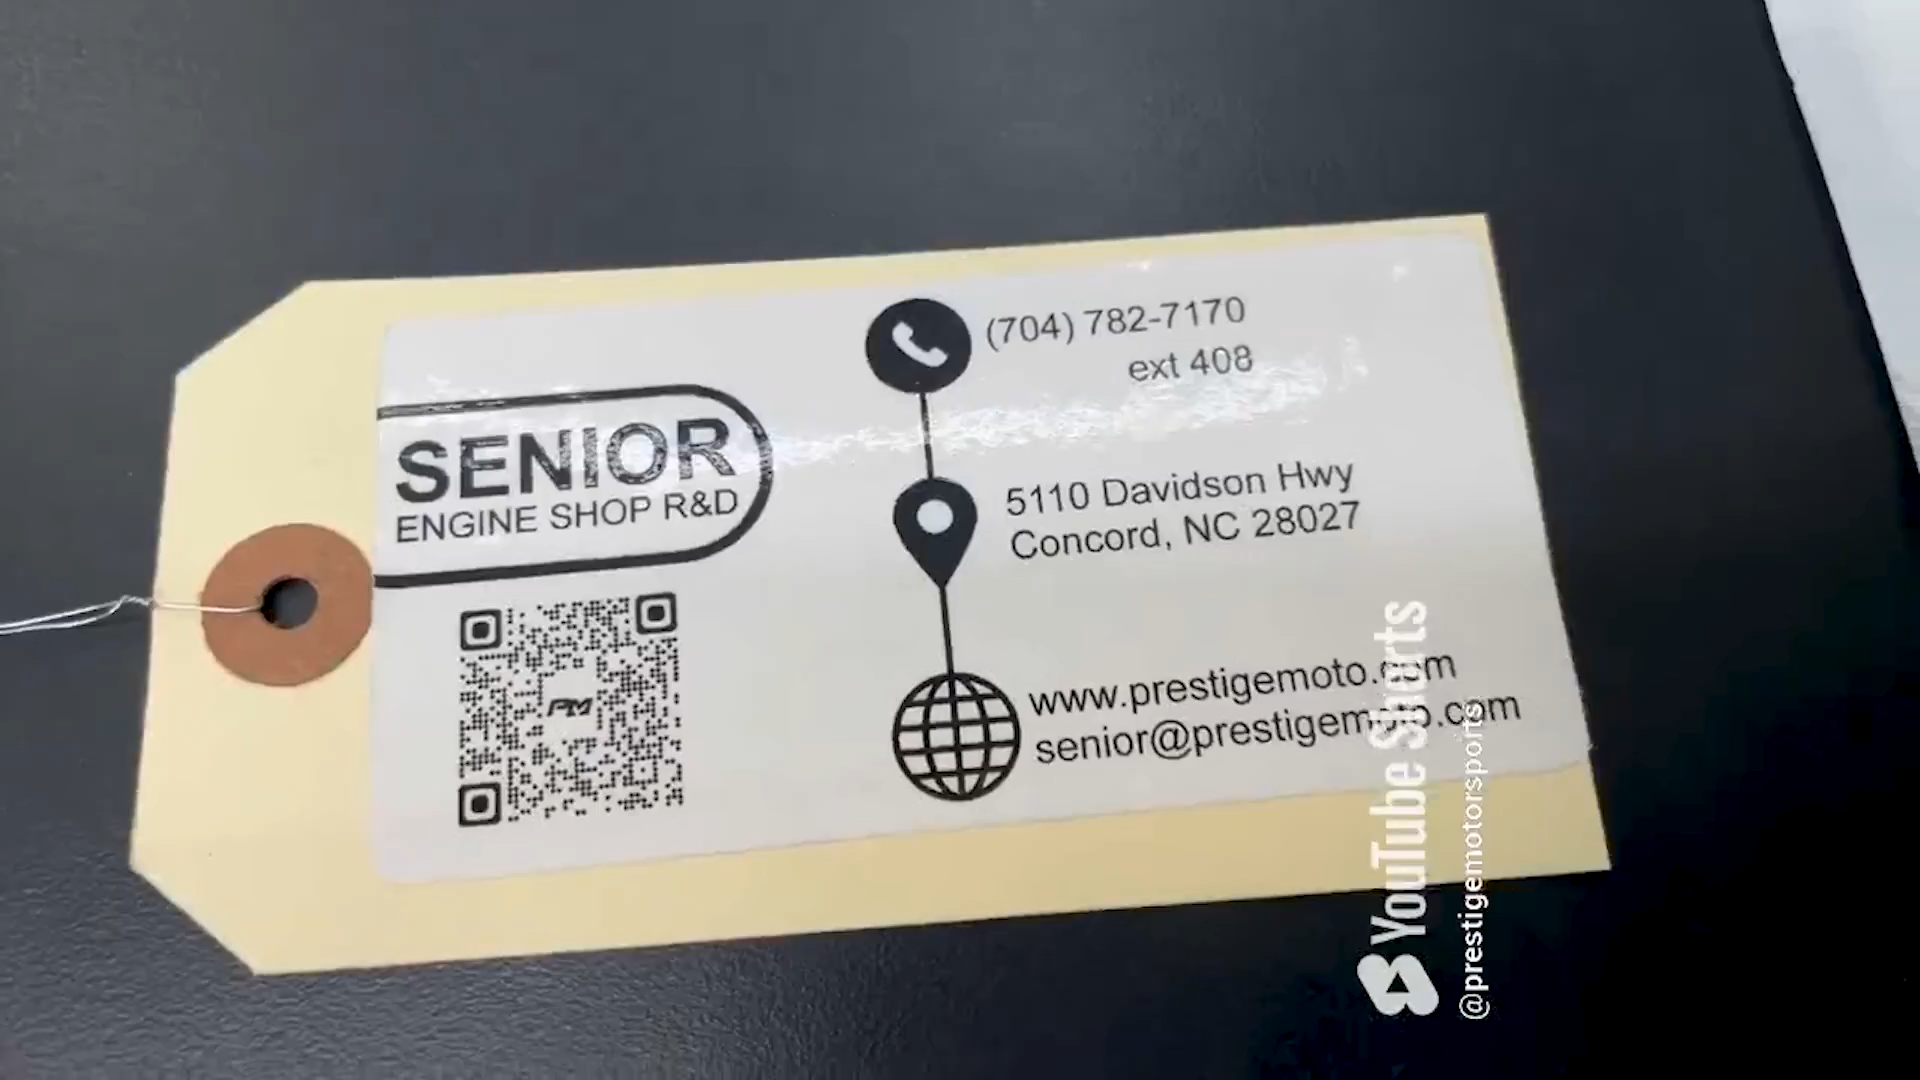 SENIOR
ENGINE SHOP R&D
PM
(704) 782-7170
ext 408
5110 Davidson Hwy
Concord, NC 28027
www.prestigemoto.com
senior@prestigemoto.com
YouTube Shorts
@prestigemotorsports